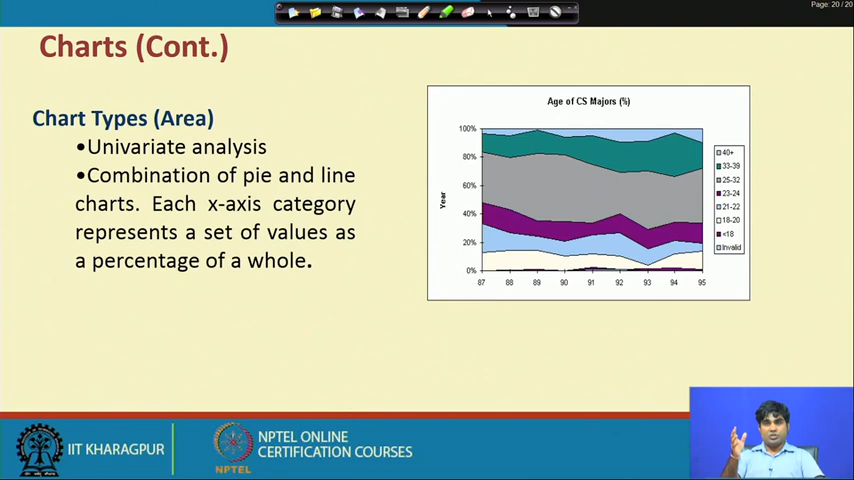 Page: 20 / 20
Charts (Cont.)
Chart Types (Area)
•Univariate analysis
•Combination of pie and line
charts. Each x-axis category
represents a set of values as
a percentage of a whole.
Age of CS Majors (%)
100%
80%
60%
40%
20%
0%
Year
87 88 89 90 91 92 93 94 95
40+
33-39
25-32
23-24
21-22
18-20
<18
Invalid
IIT KHARAGPUR
NPTEL
NPTEL ONLINE
CERTIFICATION COURSES